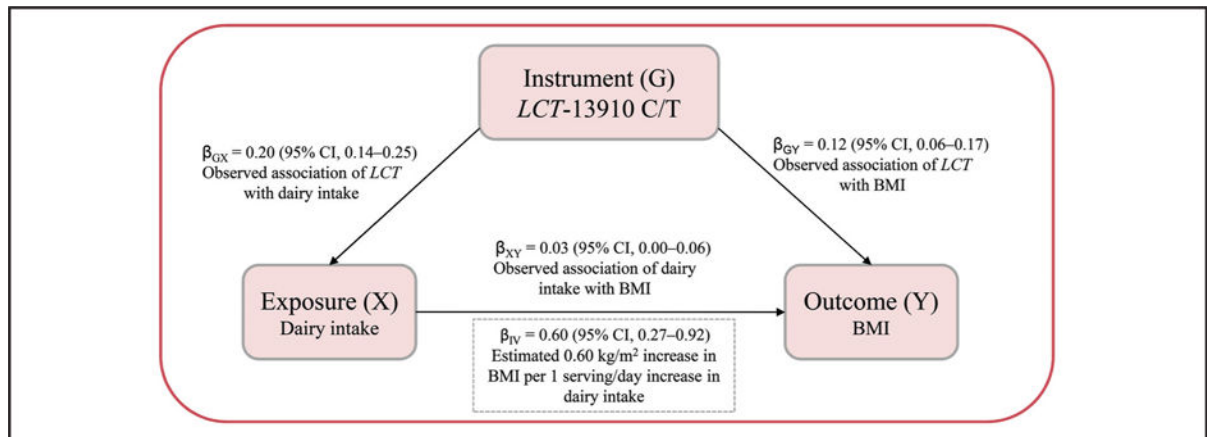 Instrument (G)
LCT-13910 C/T
βGX = 0.20 (95% CI, 0.14–0.25)
Observed association of LCT
with dairy intake
βGY = 0.12 (95% CI, 0.06–0.17)
Observed association of LCT
with BMI
βXY = 0.03 (95% CI, 0.00–0.06)
Observed association of dairy
intake with BMI
Exposure (X)
Dairy intake
Outcome (Y)
BMI
βIV = 0.60 (95% CI, 0.27–0.92)
Estimated 0.60 kg/m² increase in
BMI per 1 serving/day increase in
dairy intake